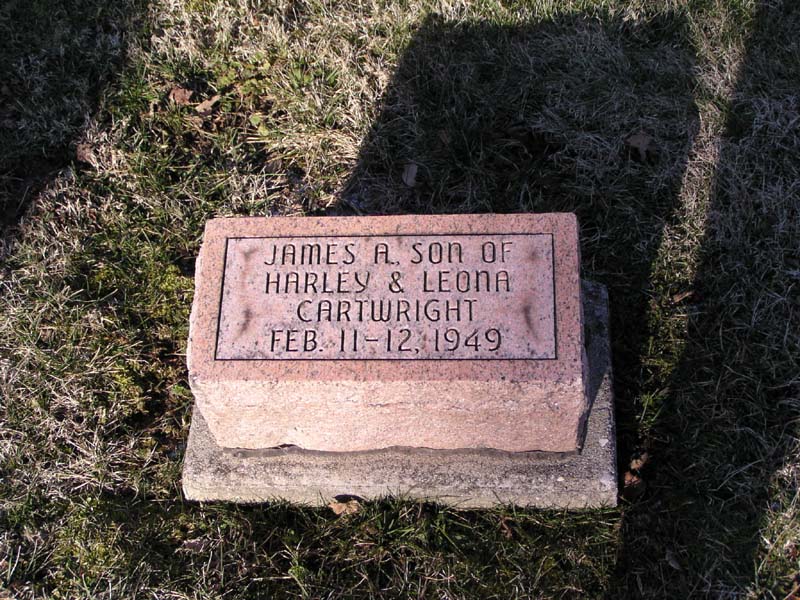 JAMES A., SON OF
HARLEY & LEONA
CARTWRIGHT
FEB. 11-12, 1949